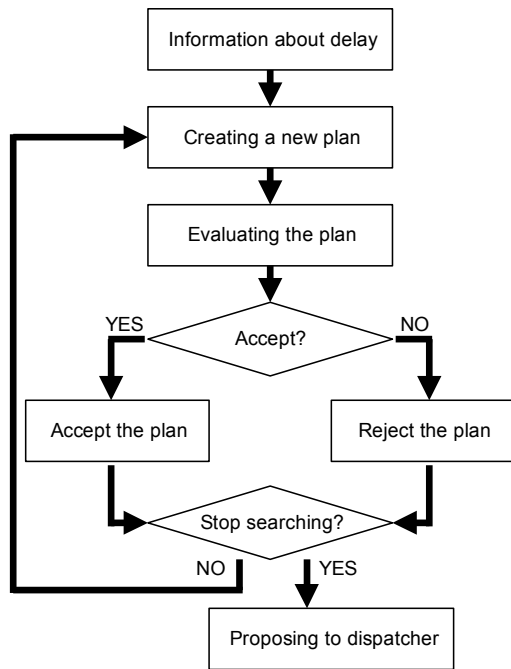 Information about delay
Creating a new plan
Evaluating the plan
YES
NO
Accept?
Accept the plan
Reject the plan
Stop searching?
NO
YES
Proposing to dispatcher